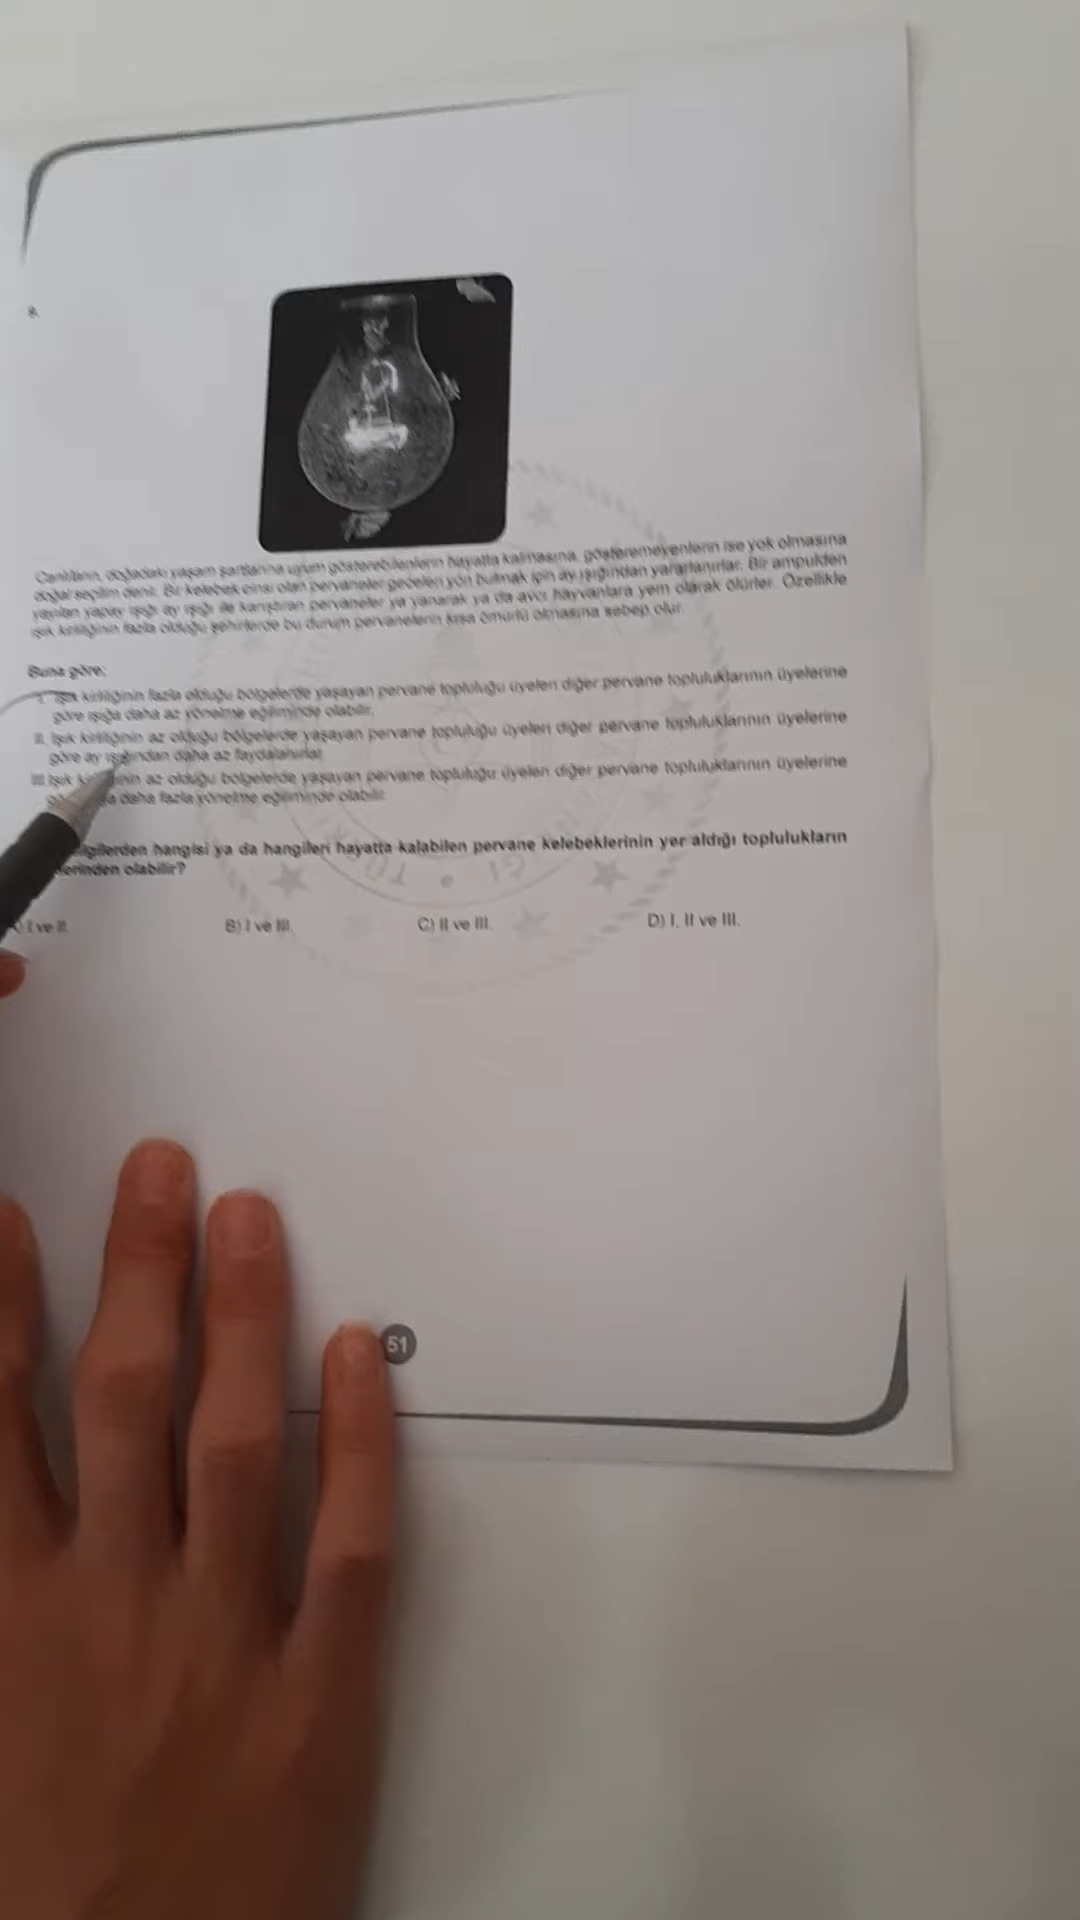 8.
Canlıların, doğadaki yaşam şartlarına uyum gösterebilenlerin hayatta kalmasına, gösteremeyenlerin ise yok olmasına
doğal seçilim denir. Bir kelebek cinsi olan pervaneler geceleri yön bulmak için ay ışığından yararlanırlar. Bir ampulden
yayılan yapay ışığı ay ışığı ile karıştıran pervaneler ya yanarak ya da avcı hayvanlara yem olarak ölürler. Özellikle
ışık kirliliğinin fazla olduğu şehirlerde bu durum pervanelerin kısa ömürlü olmasına sebep olur.
Buna göre;
I. Işık kirliliğinin fazla olduğu bölgelerde yaşayan pervane topluluğu üyeleri diğer pervane topluluklarının üyelerine
göre ışığa daha az yönelme eğiliminde olabilir.
II. Işık kirliliğinin az olduğu bölgelerde yaşayan pervane topluluğu üyeleri diğer pervane topluluklarının üyelerine
göre ay ışığından daha az faydalanırlar.
III. Işık az olduğu bölgelerde yaşayan pervane topluluğu üyeleri diğer pervane topluluklarının üyelerine
daha fazla yönelme eğiliminde olabilir.
hangisi ya da hangileri hayatta kalabilen pervane kelebeklerinin yer aldığı toplulukların
olabilir?
I ve II.
B) I ve III.
C) II ve III.
D) I, II ve III.
51